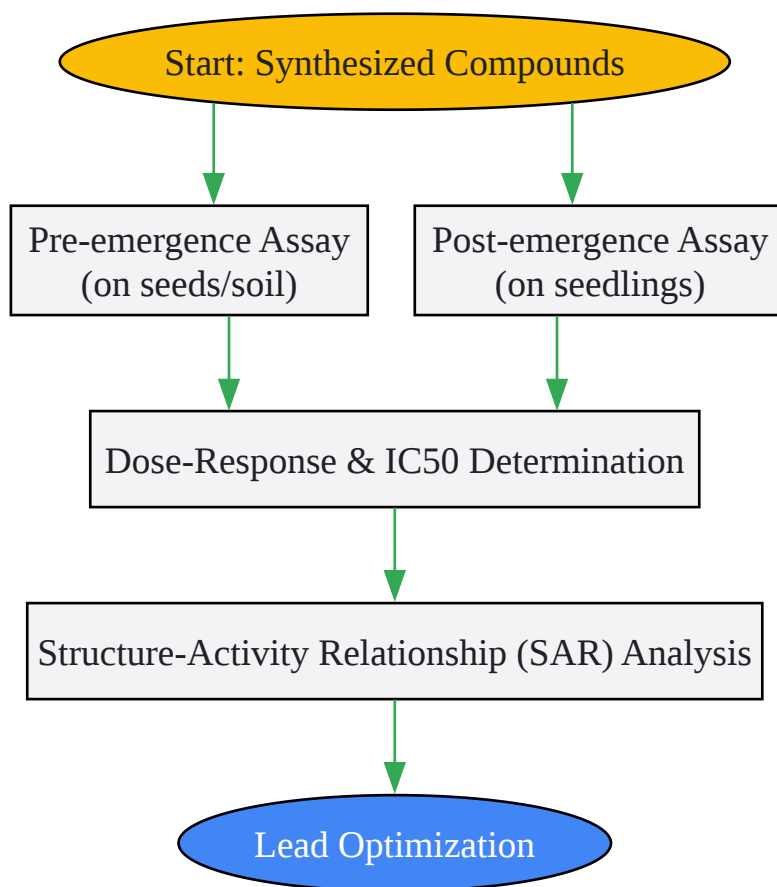 Start: Synthesized Compounds
Pre-emergence Assay
(on seeds/soil)
Post-emergence Assay
(on seedlings)
Dose-Response & IC50 Determination
Structure-Activity Relationship (SAR) Analysis
Lead Optimization